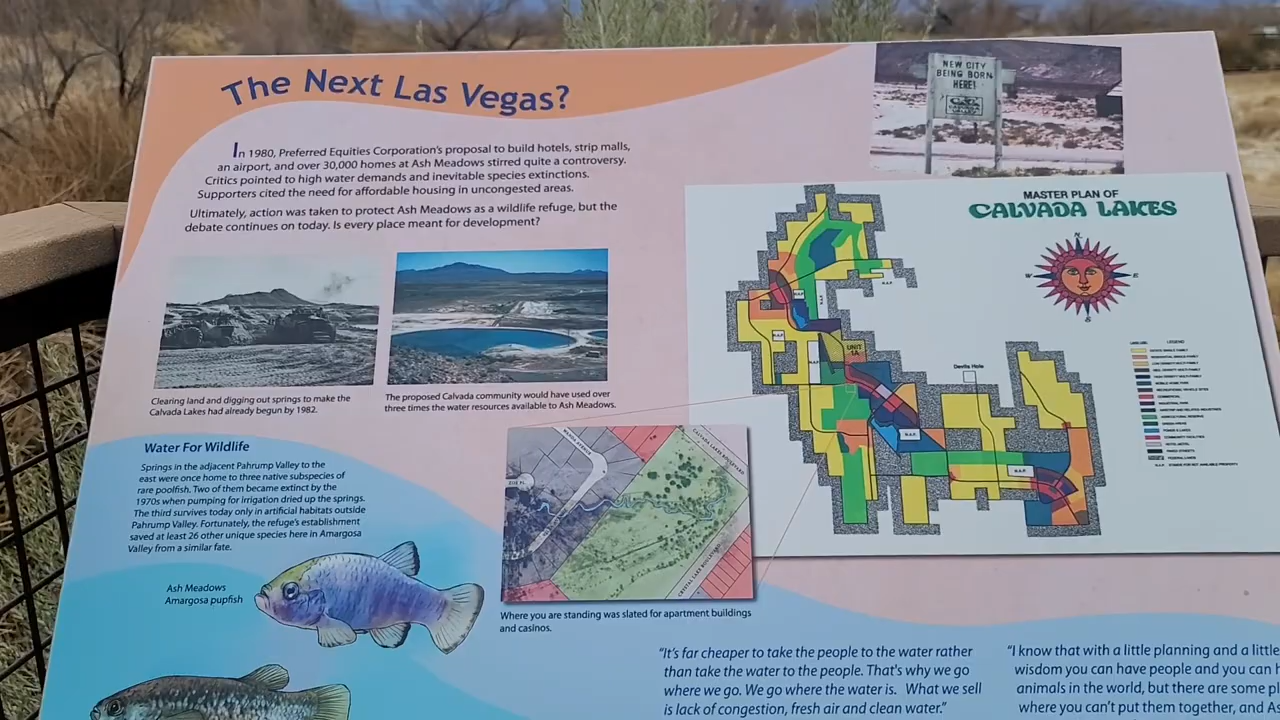 The Next Las Vegas?
In 1980, Preferred Equities Corporation's proposal to build hotels, strip malls,
an airport, and over 30,000 homes at Ash Meadows stirred quite a controversy.
Critics pointed to high water demands and inevitable species extinctions.
Supporters cited the need for affordable housing in uncongested areas.
Ultimately, action was taken to protect Ash Meadows as a wildlife refuge, but the
debate continues on today. Is every place meant for development?
NEW CITY
BEING BORN
HERE!
Clearing land and digging out springs to make the
Calvada Lakes had already begun by 1982.
The proposed Calvada community would have used over
three times the water resources available to Ash Meadows.
MASTER PLAN OF
CALVADA LAKES
N
W
E
S
UNIT
1A
Devils Hole
N.A.P.
N.A.P.
N.A.P.
LEGEND
Water For Wildlife
Springs in the adjacent Pahrump Valley to the
east were once home to three native subspecies of
rare poolfish. Two of them became extinct by the
1970s when pumping for irrigation dried up the springs.
The third survives today only in artificial habitats outside
Pahrump Valley. Fortunately, the refuge's establishment
saved at least 26 other unique species here in Amargosa
Valley from a similar fate.
Ash Meadows
Amargosa pupfish
Where you are standing was slated for apartment buildings
and casinos.
"It's far cheaper to take the people to the water rather
than take the water to the people. That's why we go
where we go. We go where the water is. What we sell
is lack of congestion, fresh air and clean water."
"I know that with a little planning and a little
wisdom you can have people and you can h
animals in the world, but there are some pl
where you can't put them together, and As